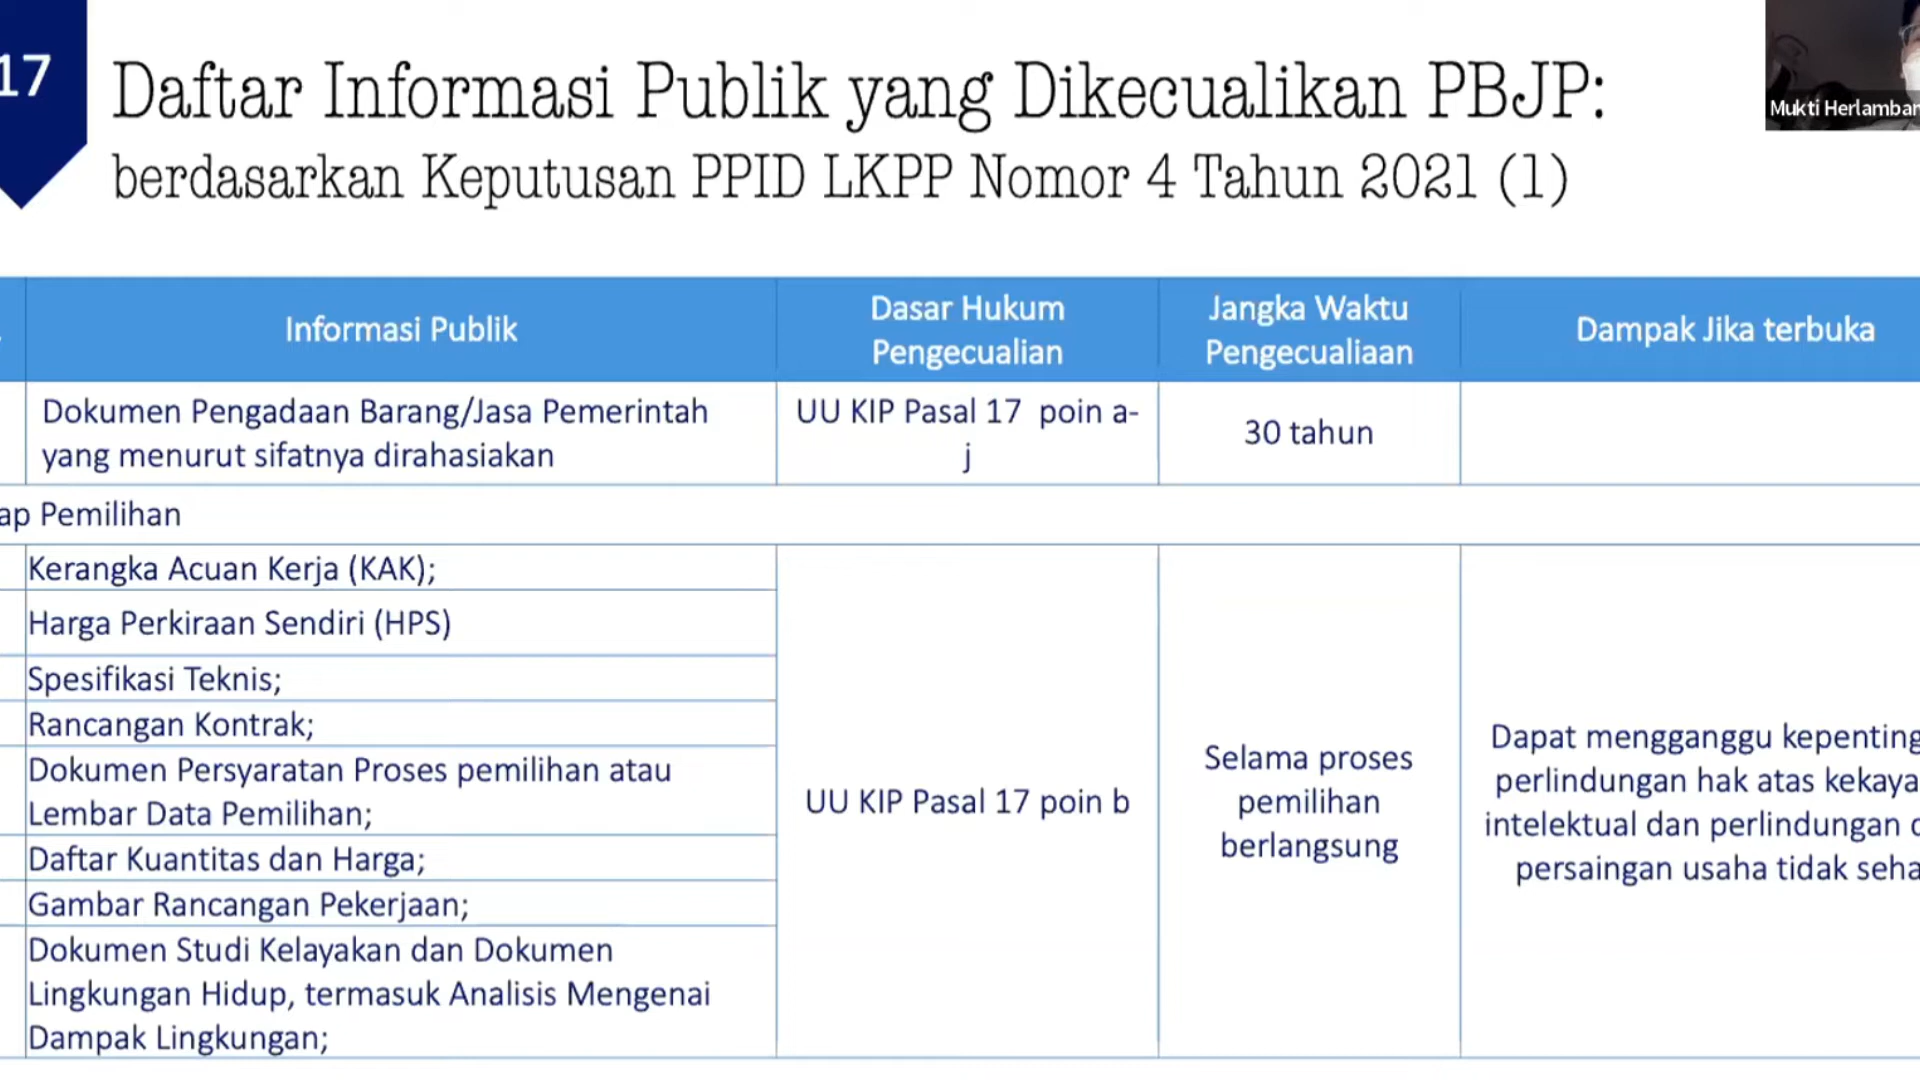 17
Daftar Informasi Publik yang Dikecualikan PBJP:
berdasarkan Keputusan PPID LKPP Nomor 4 Tahun 2021 (1)
Mukti Herlamban
Informasi Publik
Dasar Hukum
Pengecualian
Jangka Waktu
Pengecualiaan
Dampak Jika terbuka
Dokumen Pengadaan Barang/Jasa Pemerintah
yang menurut sifatnya dirahasiakan
UU KIP Pasal 17 poin a-
j
30 tahun
ap Pemilihan
Kerangka Acuan Kerja (KAK);
Harga Perkiraan Sendiri (HPS)
Spesifikasi Teknis;
Rancangan Kontrak;
Dokumen Persyaratan Proses pemilihan atau
Lembar Data Pemilihan;
Daftar Kuantitas dan Harga;
Gambar Rancangan Pekerjaan;
Dokumen Studi Kelayakan dan Dokumen
Lingkungan Hidup, termasuk Analisis Mengenai
Dampak Lingkungan;
UU KIP Pasal 17 poin b
Selama proses
pemilihan
berlangsung
Dapat mengganggu kepenting
perlindungan hak atas kekaya
intelektual dan perlindungan
persaingan usaha tidak seha